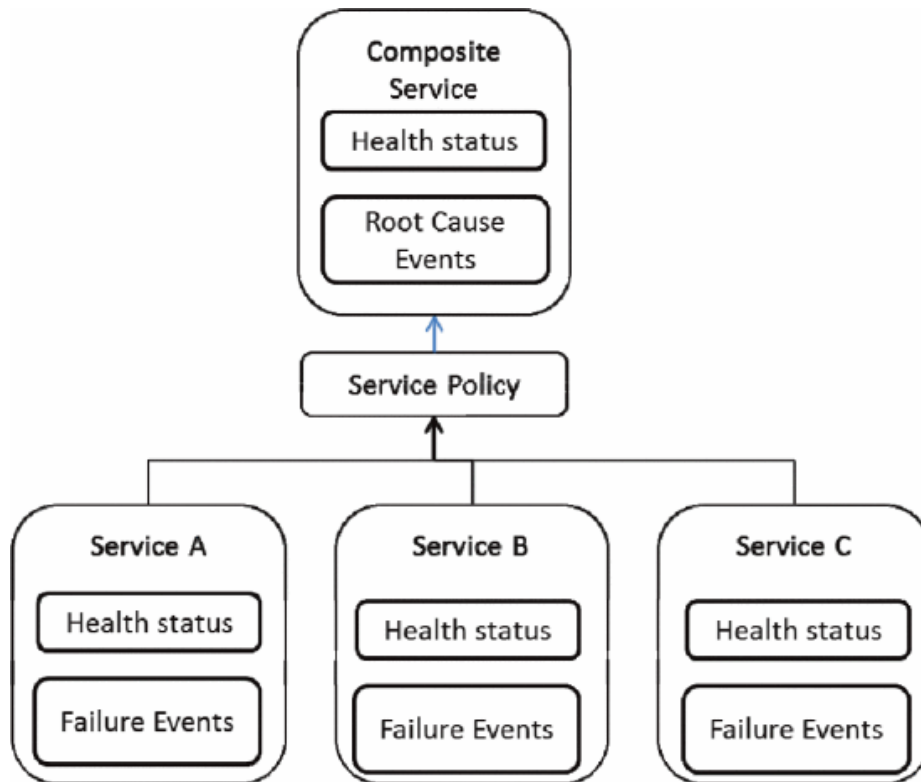 Composite
Service
Health status
Root Cause
Events
Service Policy
Service A
Health status
Failure Events
Service B
Health status
Failure Events
Service C
Health status
Failure Events